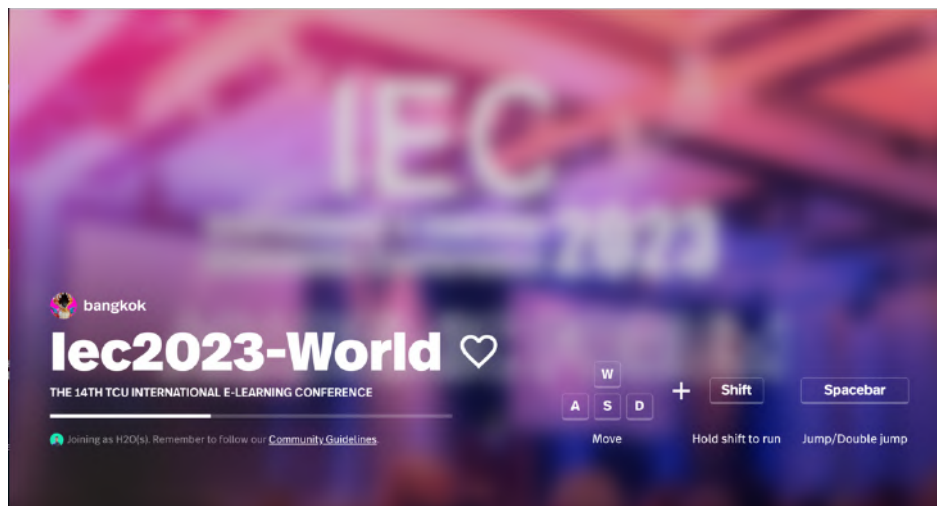 IEC
2023
bangkok
Iec2023-World
THE 14TH TCU INTERNATIONAL E-LEARNING CONFERENCE
Joining as H2O(s). Remember to follow our Community Guidelines.
W
A S D
Move
+
Shift
Hold shift to run
Spacebar
Jump/Double jump